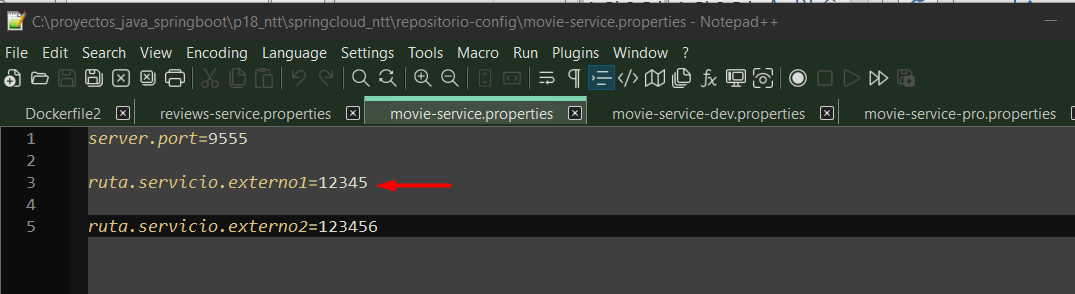 C:\proyectos_java_springboot\p18_ntt\springcloud_ntt\repositorio-config\movie-service.properties - Notepad++
File Edit Search View Encoding Language Settings Tools Macro Run Plugins Window ?
Dockerfile2 reviews-service.properties movie-service.properties movie-service-dev.properties movie-service-pro.properties
1 server.port=9555
2
3 ruta.servicio.externo1=12345
4
5 ruta.servicio.externo2=123456